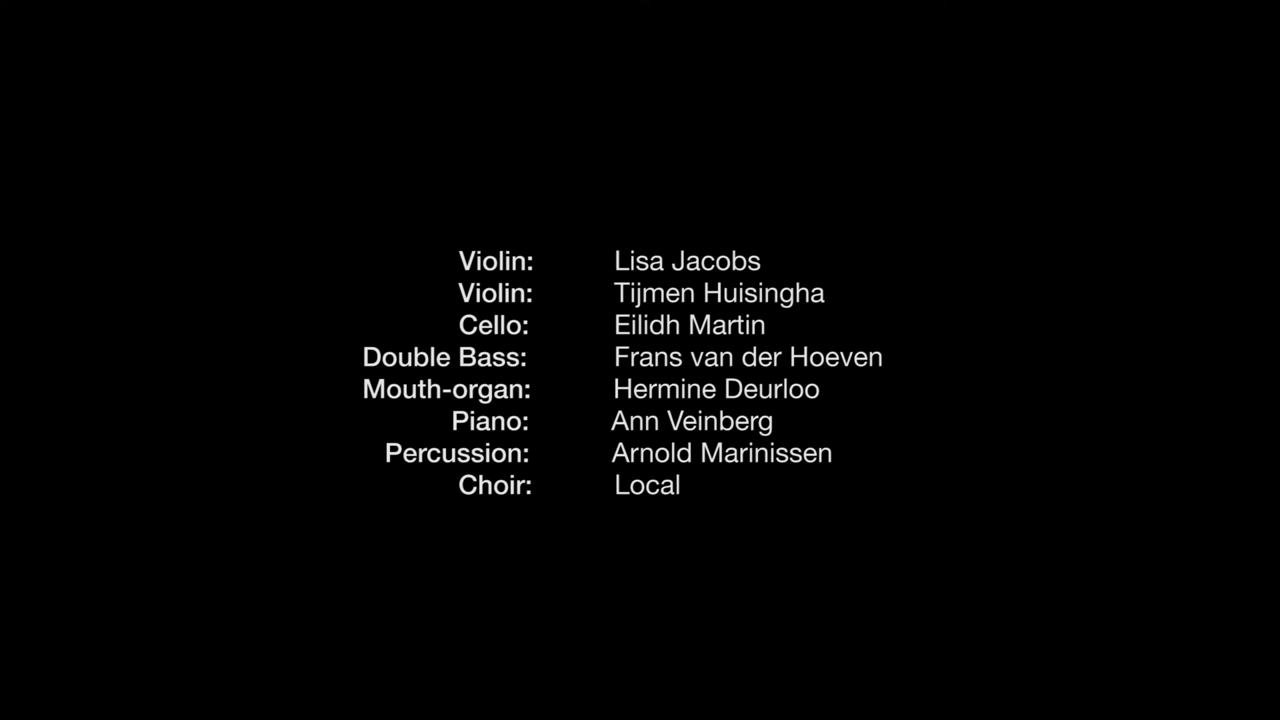 Violin: Lisa Jacobs
Violin: Tijmen Huisingha
Cello: Eilidh Martin
Double Bass: Frans van der Hoeven
Mouth-organ: Hermine Deurloo
Piano: Ann Veinberg
Percussion: Arnold Marinissen
Choir: Local